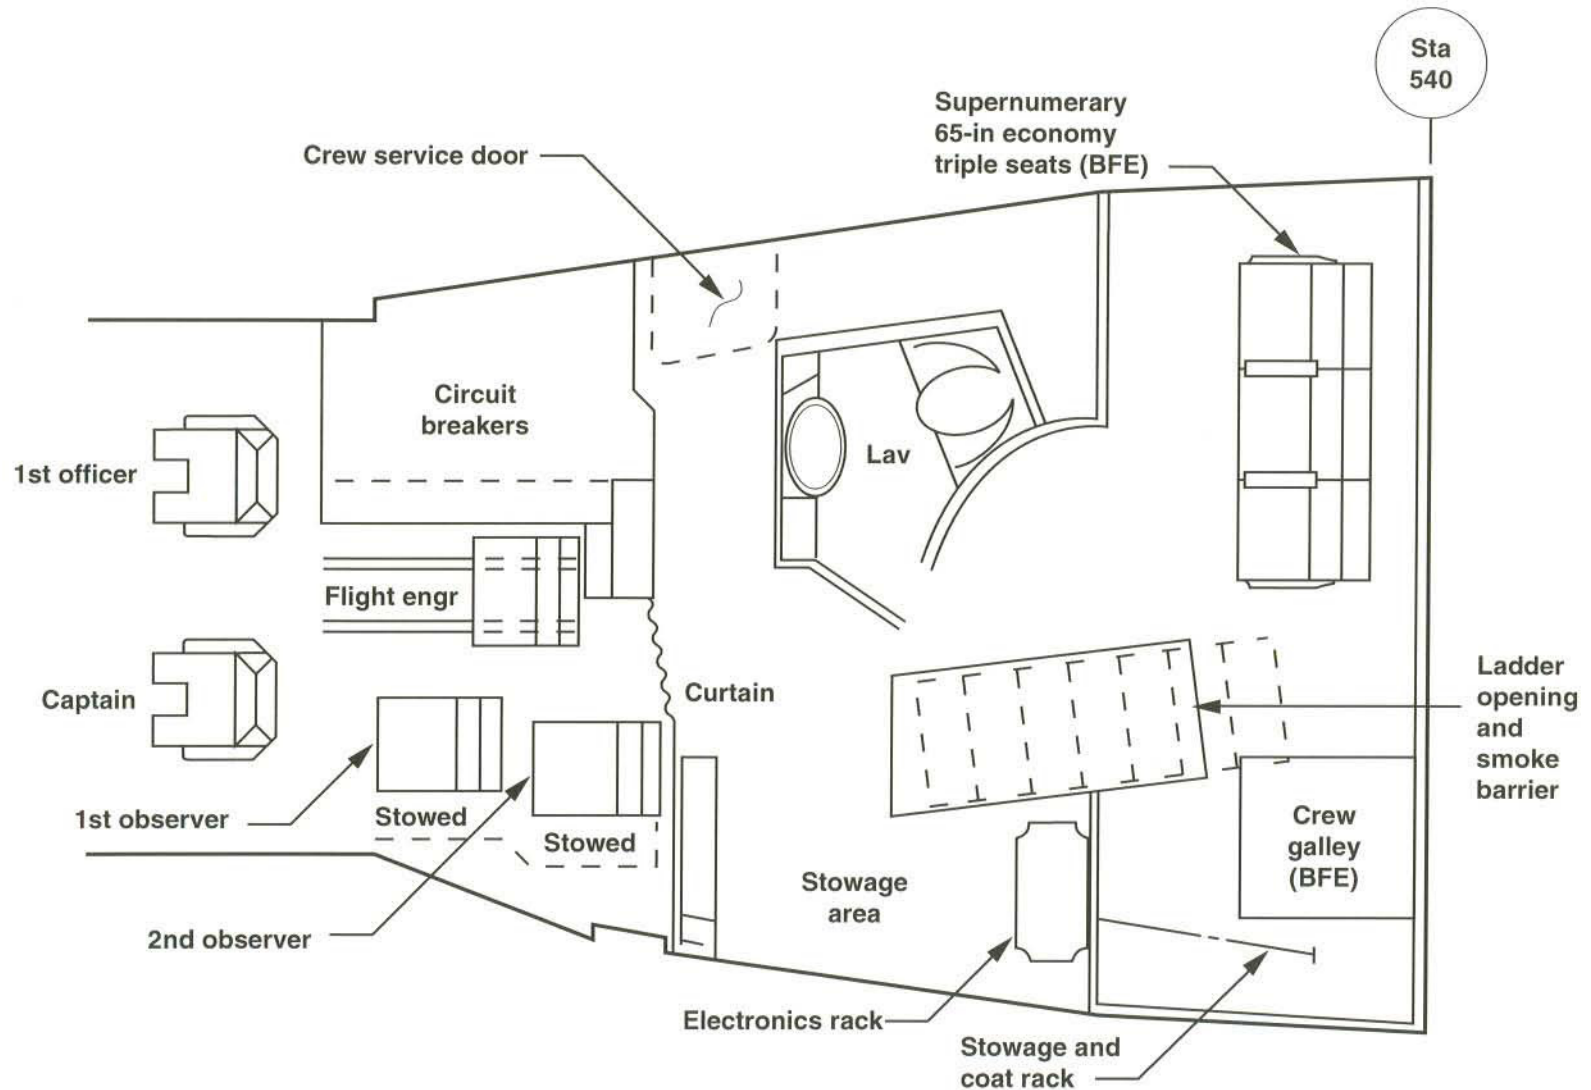 Sta
540
Supernumerary
65-in economy
triple seats (BFE)
Crew service door
Circuit
breakers
1st officer
Lav
Flight engr
Captain
Curtain
Ladder
opening
and
smoke
barrier
1st observer
Stowed
Stowed
Crew
galley
(BFE)
Stowage
area
2nd observer
Electronics rack
Stowage and
coat rack